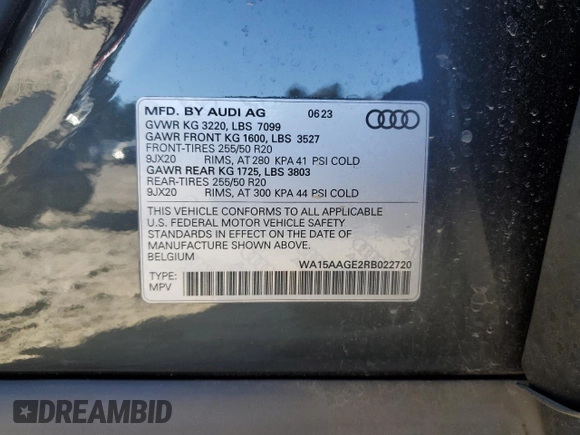 MFD. BY AUDI AG 06 23
GVWR KG 3220, LBS 7099
GAWR FRONT KG 1600, LBS 3527
FRONT-TIRES 255/50 R20
9JX20 RIMS, AT 280 KPA 41 PSI COLD
GAWR REAR KG 1725, LBS 3803
REAR-TIRES 255/50 R20
9JX20 RIMS, AT 300 KPA 44 PSI COLD
THIS VEHICLE CONFORMS TO ALL APPLICABLE
U.S. FEDERAL MOTOR VEHICLE SAFETY
STANDARDS IN EFFECT ON THE DATE OF
MANUFACTURE SHOWN ABOVE.
BELGIUM
WA15AAGE2RB022720
TYPE:
MPV
DREAMBID